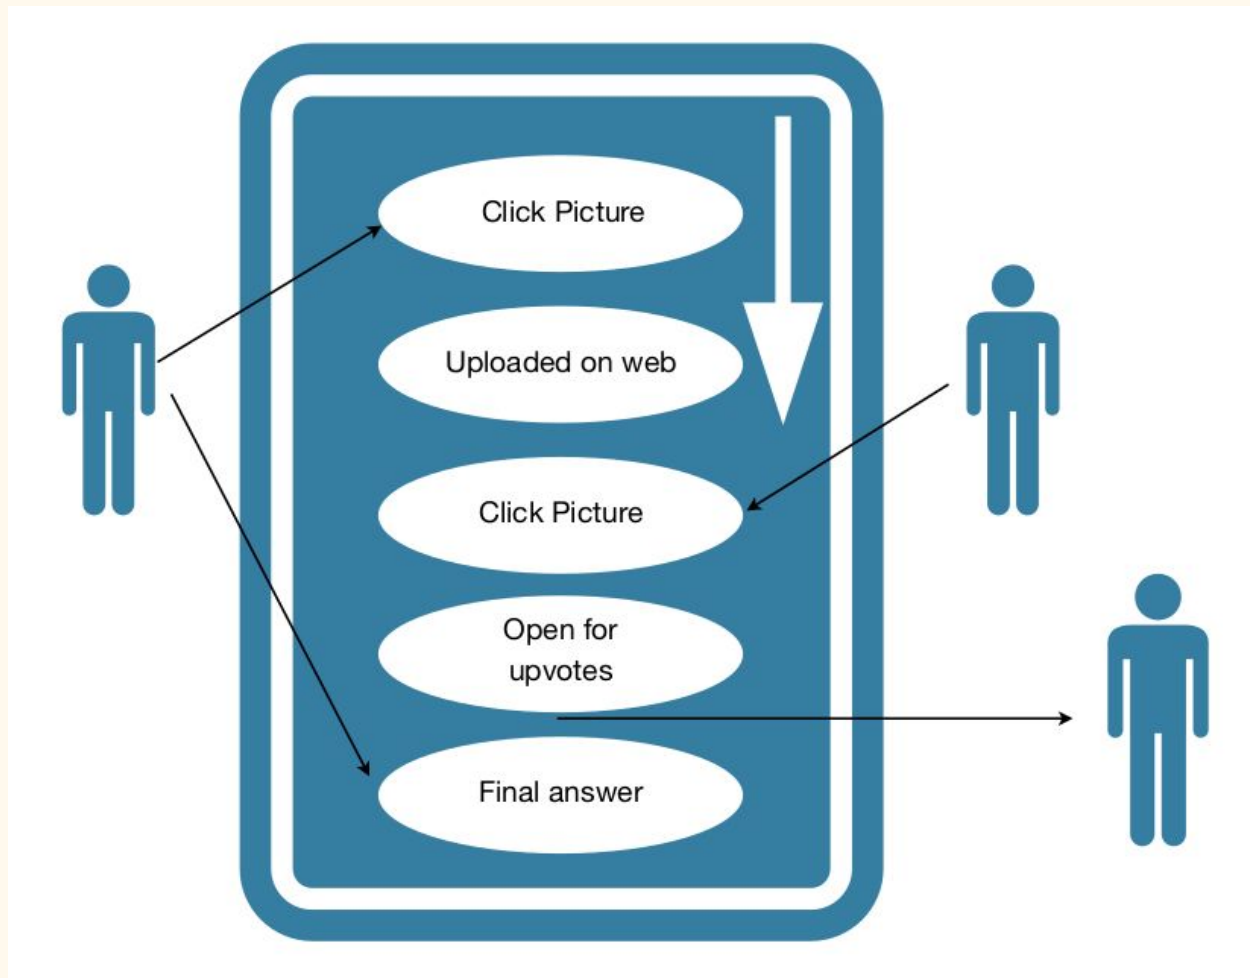 Click Picture
Uploaded on web
Click Picture
Open for
upvotes
Final answer